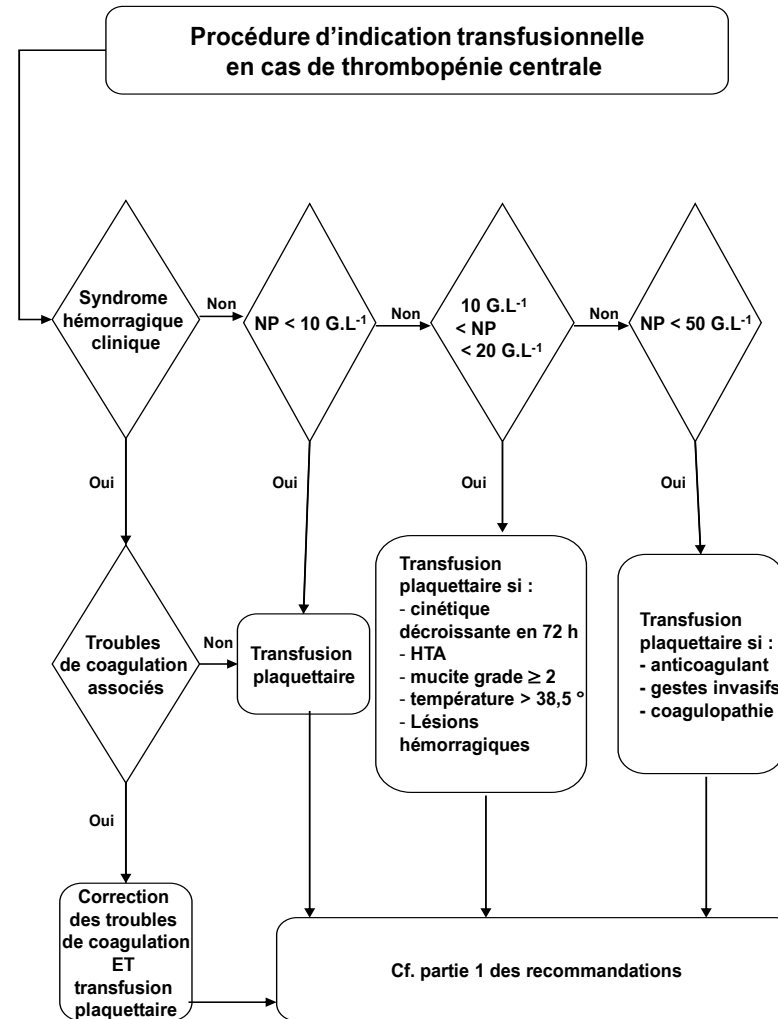 Procédure d'indication transfusionnelle
en cas de thrombopénie centrale
Syndrome
hémorragique
clinique
Non
NP < 10 G.L⁻¹
Non
10 G.L⁻¹
< NP
< 20 G.L⁻¹
Non
NP < 50 G.L⁻¹
Oui
Oui
Oui
Oui
Troubles
de coagulation
associés
Non
Transfusion
plaquettaire
Transfusion
plaquettaire si :
- cinétique
décroissante en 72 h
- HTA
- mucite grade ≥ 2
- température > 38,5 °
- Lésions
hémorragiques
Transfusion
plaquettaire si :
- anticoagulant
- gestes invasifs
- coagulopathie
Oui
Correction
des troubles
de coagulation
ET
transfusion
plaquettaire
Cf. partie 1 des recommandations